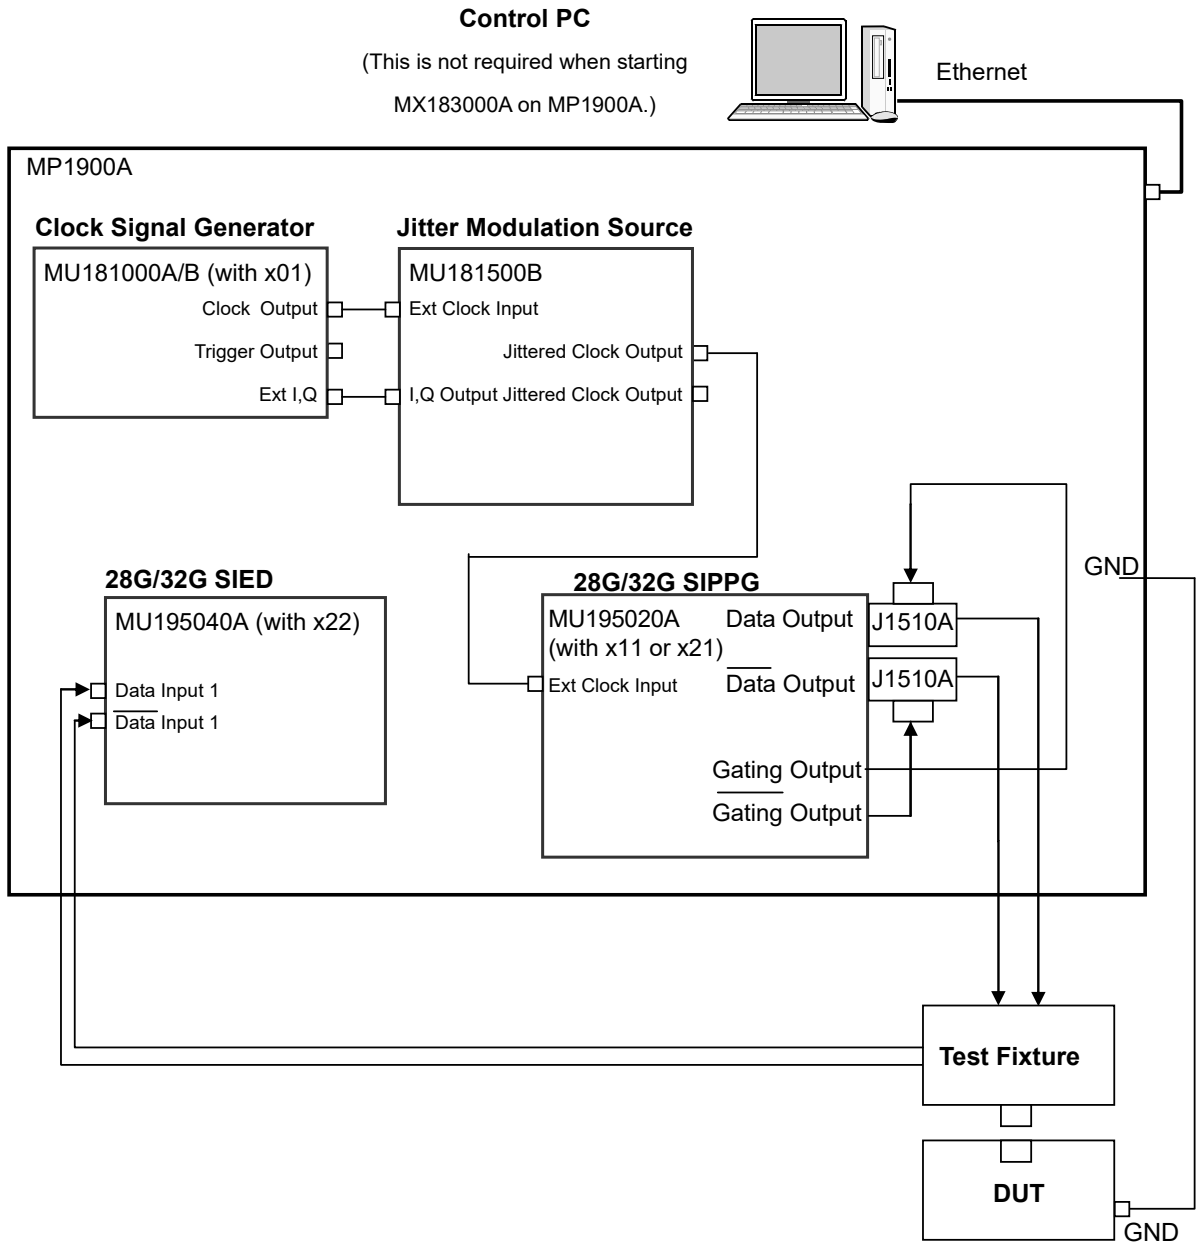 Control PC
(This is not required when starting
MX183000A on MP1900A.)
Ethernet
MP1900A
Clock Signal Generator
MU181000A/B (with x01)
Clock Output
Trigger Output
Ext I,Q
Jitter Modulation Source
MU181500B
Ext Clock Input
Jittered Clock Output
I,Q Output Jittered Clock Output
28G/32G SIED
MU195040A (with x22)
Data Input 1
Data Input 1
28G/32G SIPPG
MU195020A
(with x11 or x21)
Ext Clock Input
Data Output
Data Output
Gating Output
Gating Output
J1510A
J1510A
GND
Test Fixture
DUT
GND